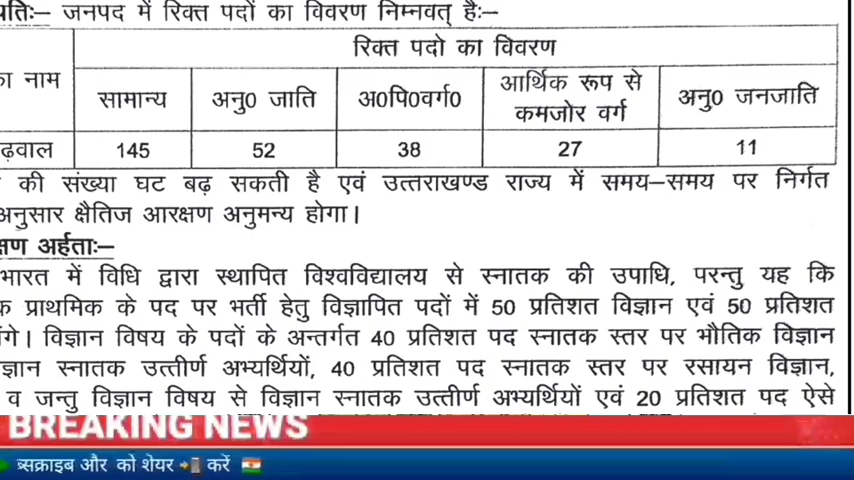 पतिः– जनपद में रिक्त पदों का विवरण निम्नवत् हैः–
रिक्त पदो का विवरण
का नाम
सामान्य
अनु0 जाति
अ0पि0वर्ग0
आर्थिक रूप से
कमजोर वर्ग
अनु0 जनजाति
ढ़वाल 145 52 38 27 11
की संख्या घट बढ़ सकती है एवं उत्तराखण्ड राज्य में समय–समय पर निर्गत
अनुसार क्षैतिज आरक्षण अनुमन्य होगा।
क्षण अर्हताः–
भारत में विधि द्वारा स्थापित विश्वविद्यालय से स्नातक की उपाधि, परन्तु यह कि
क प्राथमिक के पद पर भर्ती हेतु विज्ञापित पदों में 50 प्रतिशत विज्ञान एवं 50 प्रतिशत
ंगे। विज्ञान विषय के पदों के अन्तर्गत 40 प्रतिशत पद स्नातक स्तर पर भौतिक विज्ञान
ज्ञान स्नातक उत्तीर्ण अभ्यर्थियों, 40 प्रतिशत पद स्नातक स्तर पर रसायन विज्ञान,
व जन्तु विज्ञान विषय से विज्ञान स्नातक उत्तीर्ण अभ्यर्थियों एवं 20 प्रतिशत पद ऐसे
BREAKING NEWS
ब्सक्राइब और को शेयर करें